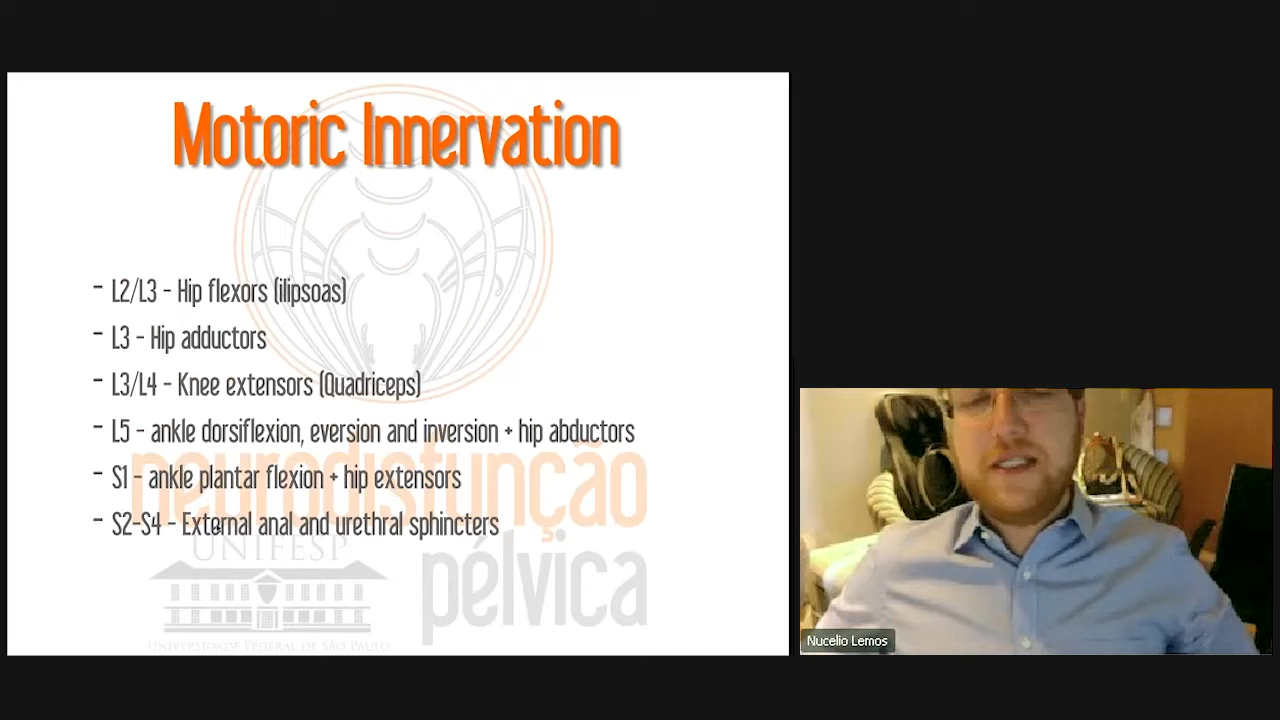 Motoric Innervation
- L2/L3 - Hip flexors (ilipsoas)
- L3 - Hip adductors
- L3/L4 - Knee extensors (Quadriceps)
- L5 - ankle dorsiflexion, eversion and inversion + hip abductors
- S1 - ankle plantar flexion + hip extensors
- S2-S4 - External anal and urethral sphincters
neurodisfunção
UNIFESP
pélvica
Universidade Federal de São Paulo
Nucelio Lemos